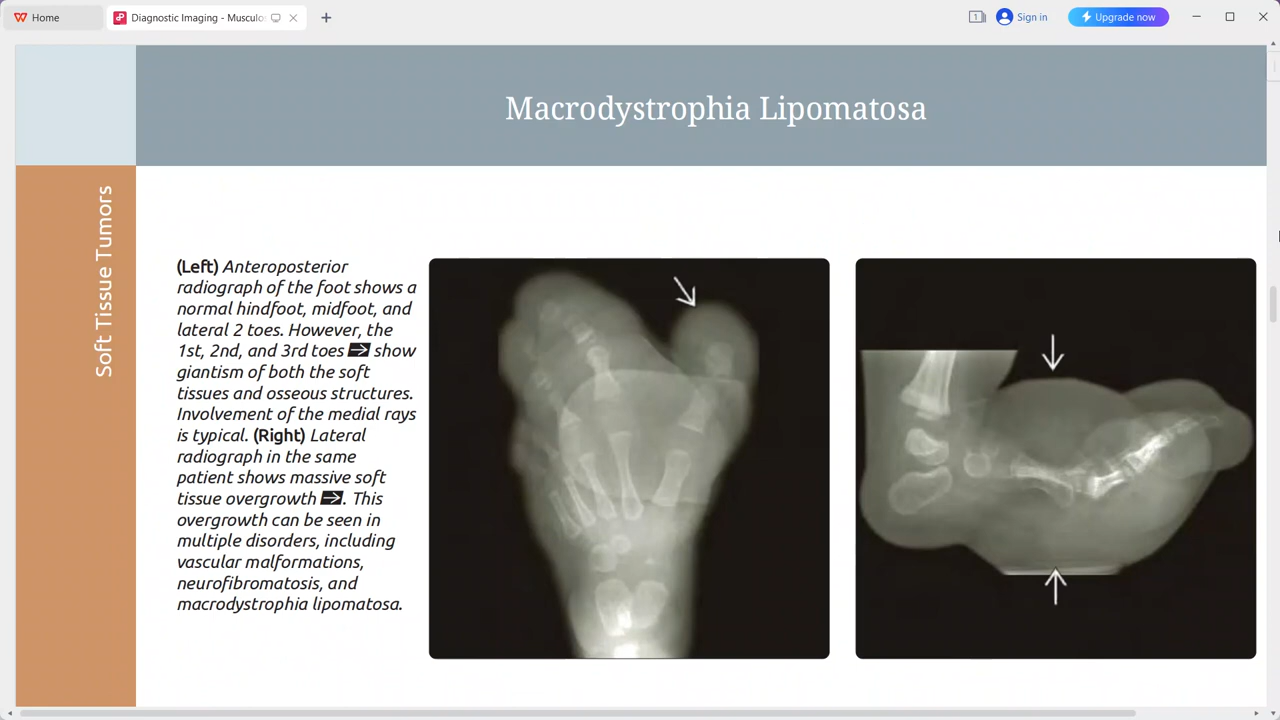 Home
Diagnostic Imaging - Musculo
1
Sign in
Upgrade now
Macrodystrophia Lipomatosa
Soft Tissue Tumors
(Left) Anteroposterior
radiograph of the foot shows a
normal hindfoot, midfoot, and
lateral 2 toes. However, the
1st, 2nd, and 3rd toes ➡ show
giantism of both the soft
tissues and osseous structures.
Involvement of the medial rays
is typical. (Right) Lateral
radiograph in the same
patient shows massive soft
tissue overgrowth ➡. This
overgrowth can be seen in
multiple disorders, including
vascular malformations,
neurofibromatosis, and
macrodystrophia lipomatosa.